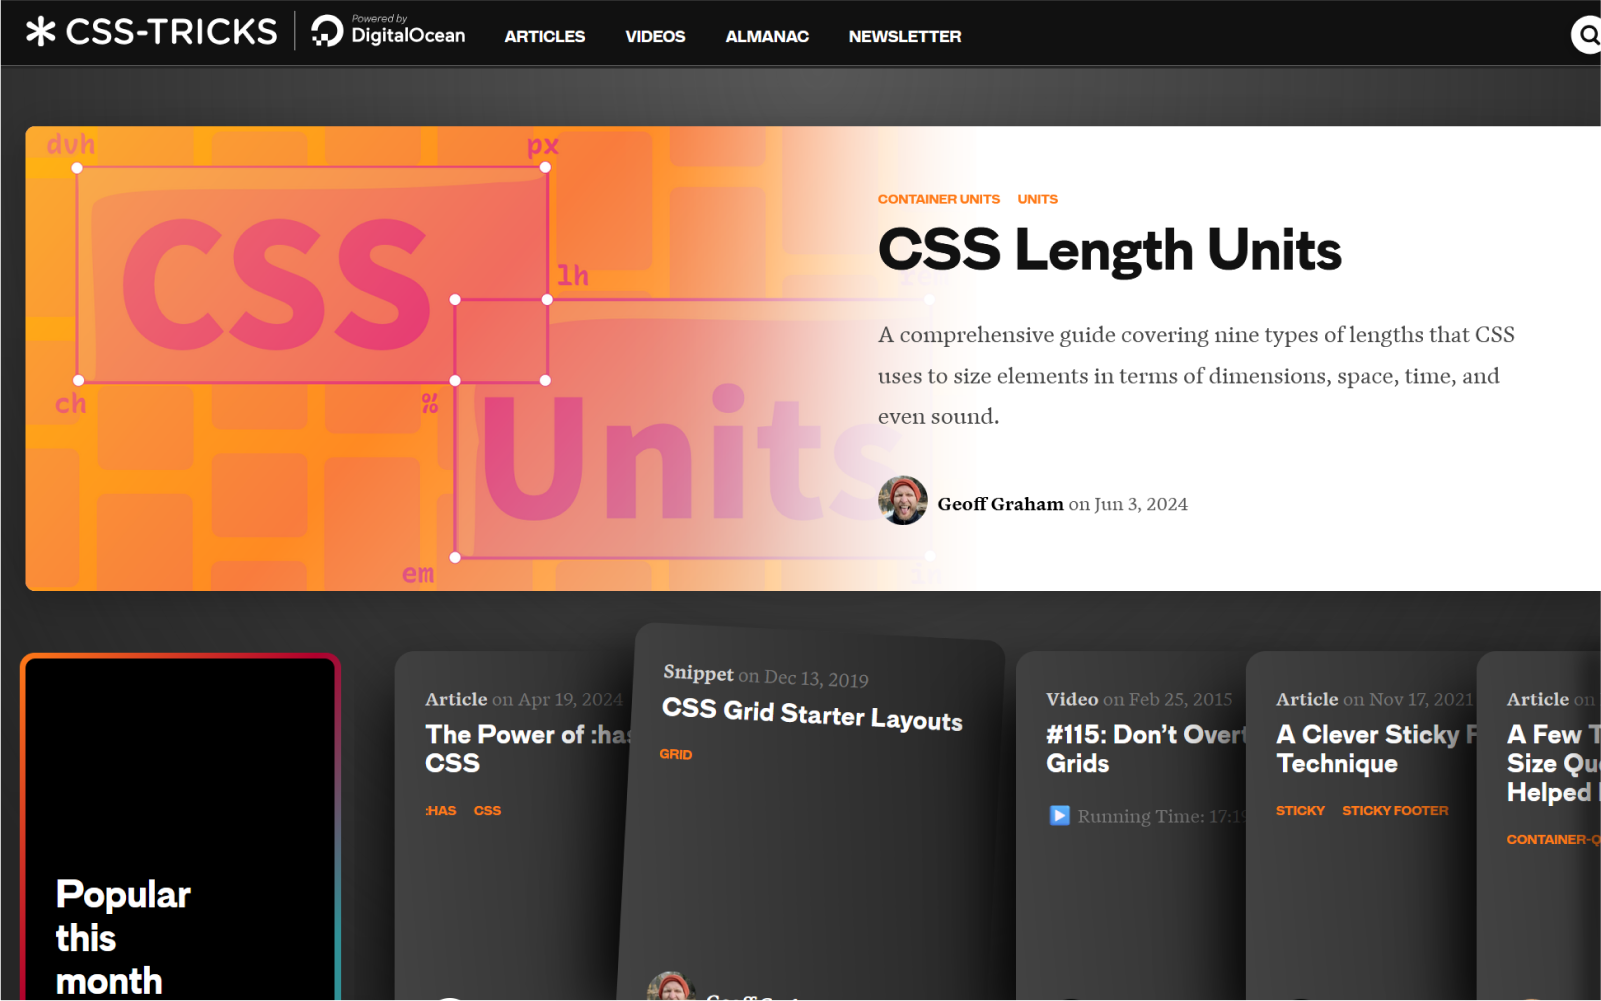 CSS-TRICKS
Powered by
DigitalOcean
ARTICLES
VIDEOS
ALMANAC
NEWSLETTER
dvh
px
CSS
lh
ch
%
Units
em
in
CONTAINER UNITS UNITS
CSS Length Units
A comprehensive guide covering nine types of lengths that CSS
uses to size elements in terms of dimensions, space, time, and
even sound.
Geoff Graham on Jun 3, 2024
Popular
this
month
Article on Apr 19, 2024
The Power of :has
CSS
:HAS CSS
Snippet on Dec 13, 2019
CSS Grid Starter Layouts
GRID
Video on Feb 25, 2015
#115: Don't Overt
Grids
Running Time: 17:19
Article on Nov 17, 2021
A Clever Sticky F
Technique
STICKY STICKY FOOTER
Article on
A Few
Size Qu
Helped
CONTAINER-Q